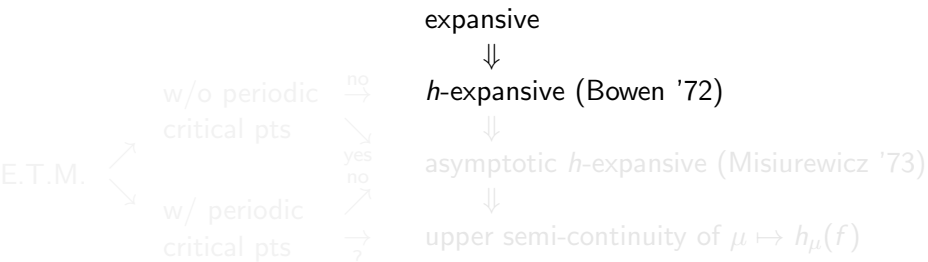 expansive
⇓
h-expansive (Bowen '72)
w/o periodic no →
critical pts ↘ ⇓
yes
E.T.M. ↗ ↘ no asymptotic h-expansive (Misiurewicz '73)
w/ periodic ↗ ⇓
critical pts → ? upper semi-continuity of μ ↦ hμ(f)